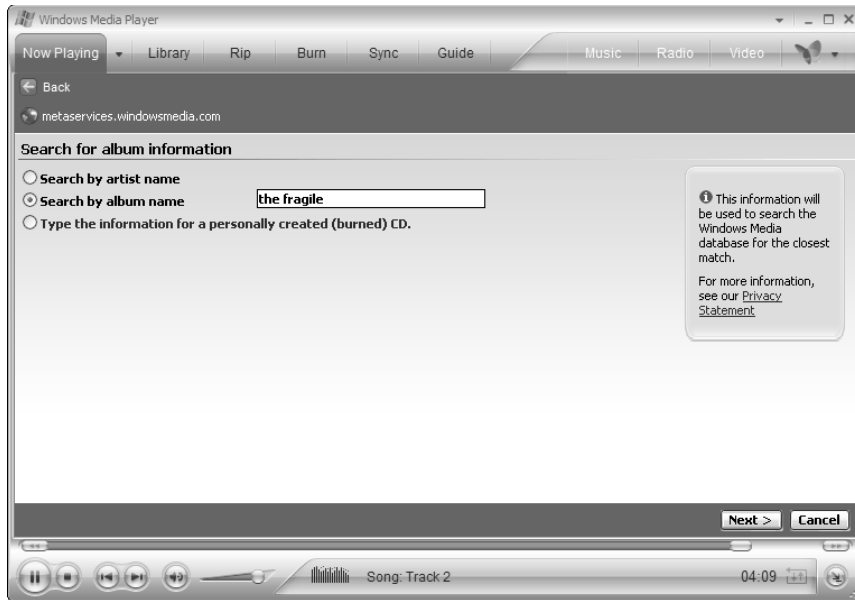 Windows Media Player
Now Playing Library Rip Burn Sync Guide Music Radio Video
Back
metaservices.windowsmedia.com
Search for album information
Search by artist name
Search by album name the fragile
Type the information for a personally created (burned) CD.
This information will
be used to search the
Windows Media
database for the closest
match.
For more information,
see our Privacy
Statement
Next > Cancel
Song: Track 2 04:09